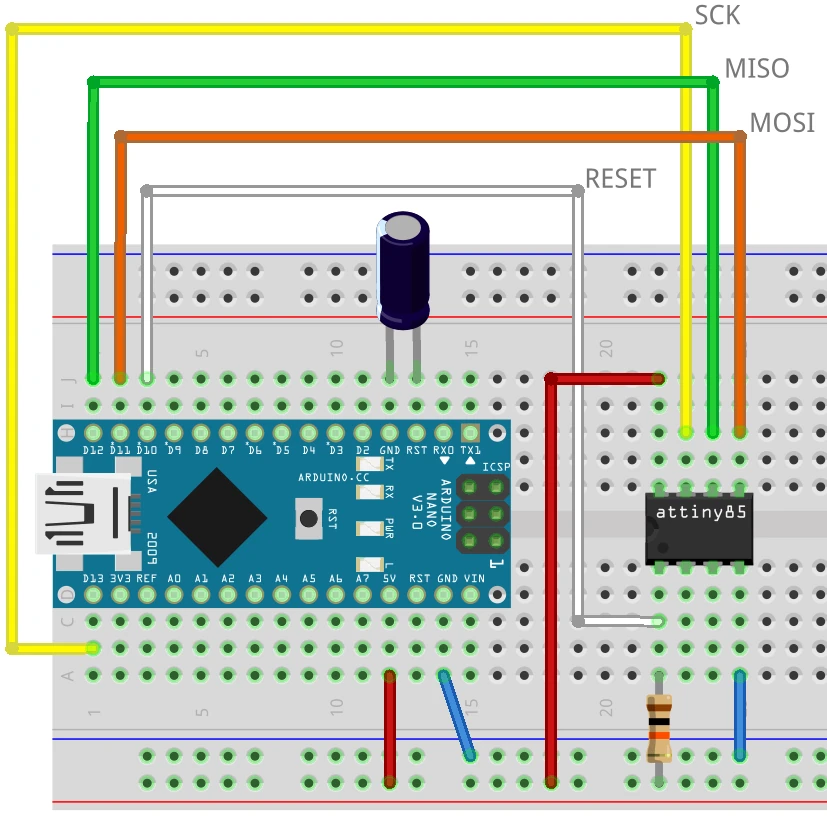 SCK
MISO
MOSI
RESET
5 10 15 20
J
I
H
D12 D11 D10 D9 D8 D7 D6 D5 D4 D3 D2 GND RST RX0 TX1
USA
2009
ARDUINO.CC
RST
TX
RX
PWR
L
ARDUINO
NANO
V3.0
ICSP
1
attiny85
D13 3V3 REF A0 A1 A2 A3 A4 A5 A6 A7 5V RST GND VIN
D
C
A
1 5 10 15 20